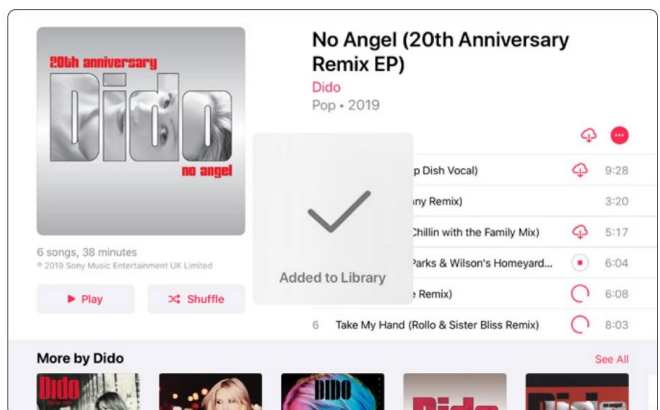 20th anniversary
Dido
no angel
No Angel (20th Anniversary
Remix EP)
Dido
Pop • 2019
6 songs, 38 minutes
℗ 2019 Sony Music Entertainment UK Limited
Play
Shuffle
Added to Library
p Dish Vocal) 9:28
ny Remix) 3:20
Chillin with the Family Mix) 5:17
Parks & Wilson's Homeyard... 6:04
e Remix) 6:08
6 Take My Hand (Rollo & Sister Bliss Remix) 8:03
More by Dido
See All
Dido
DIDO
Dido